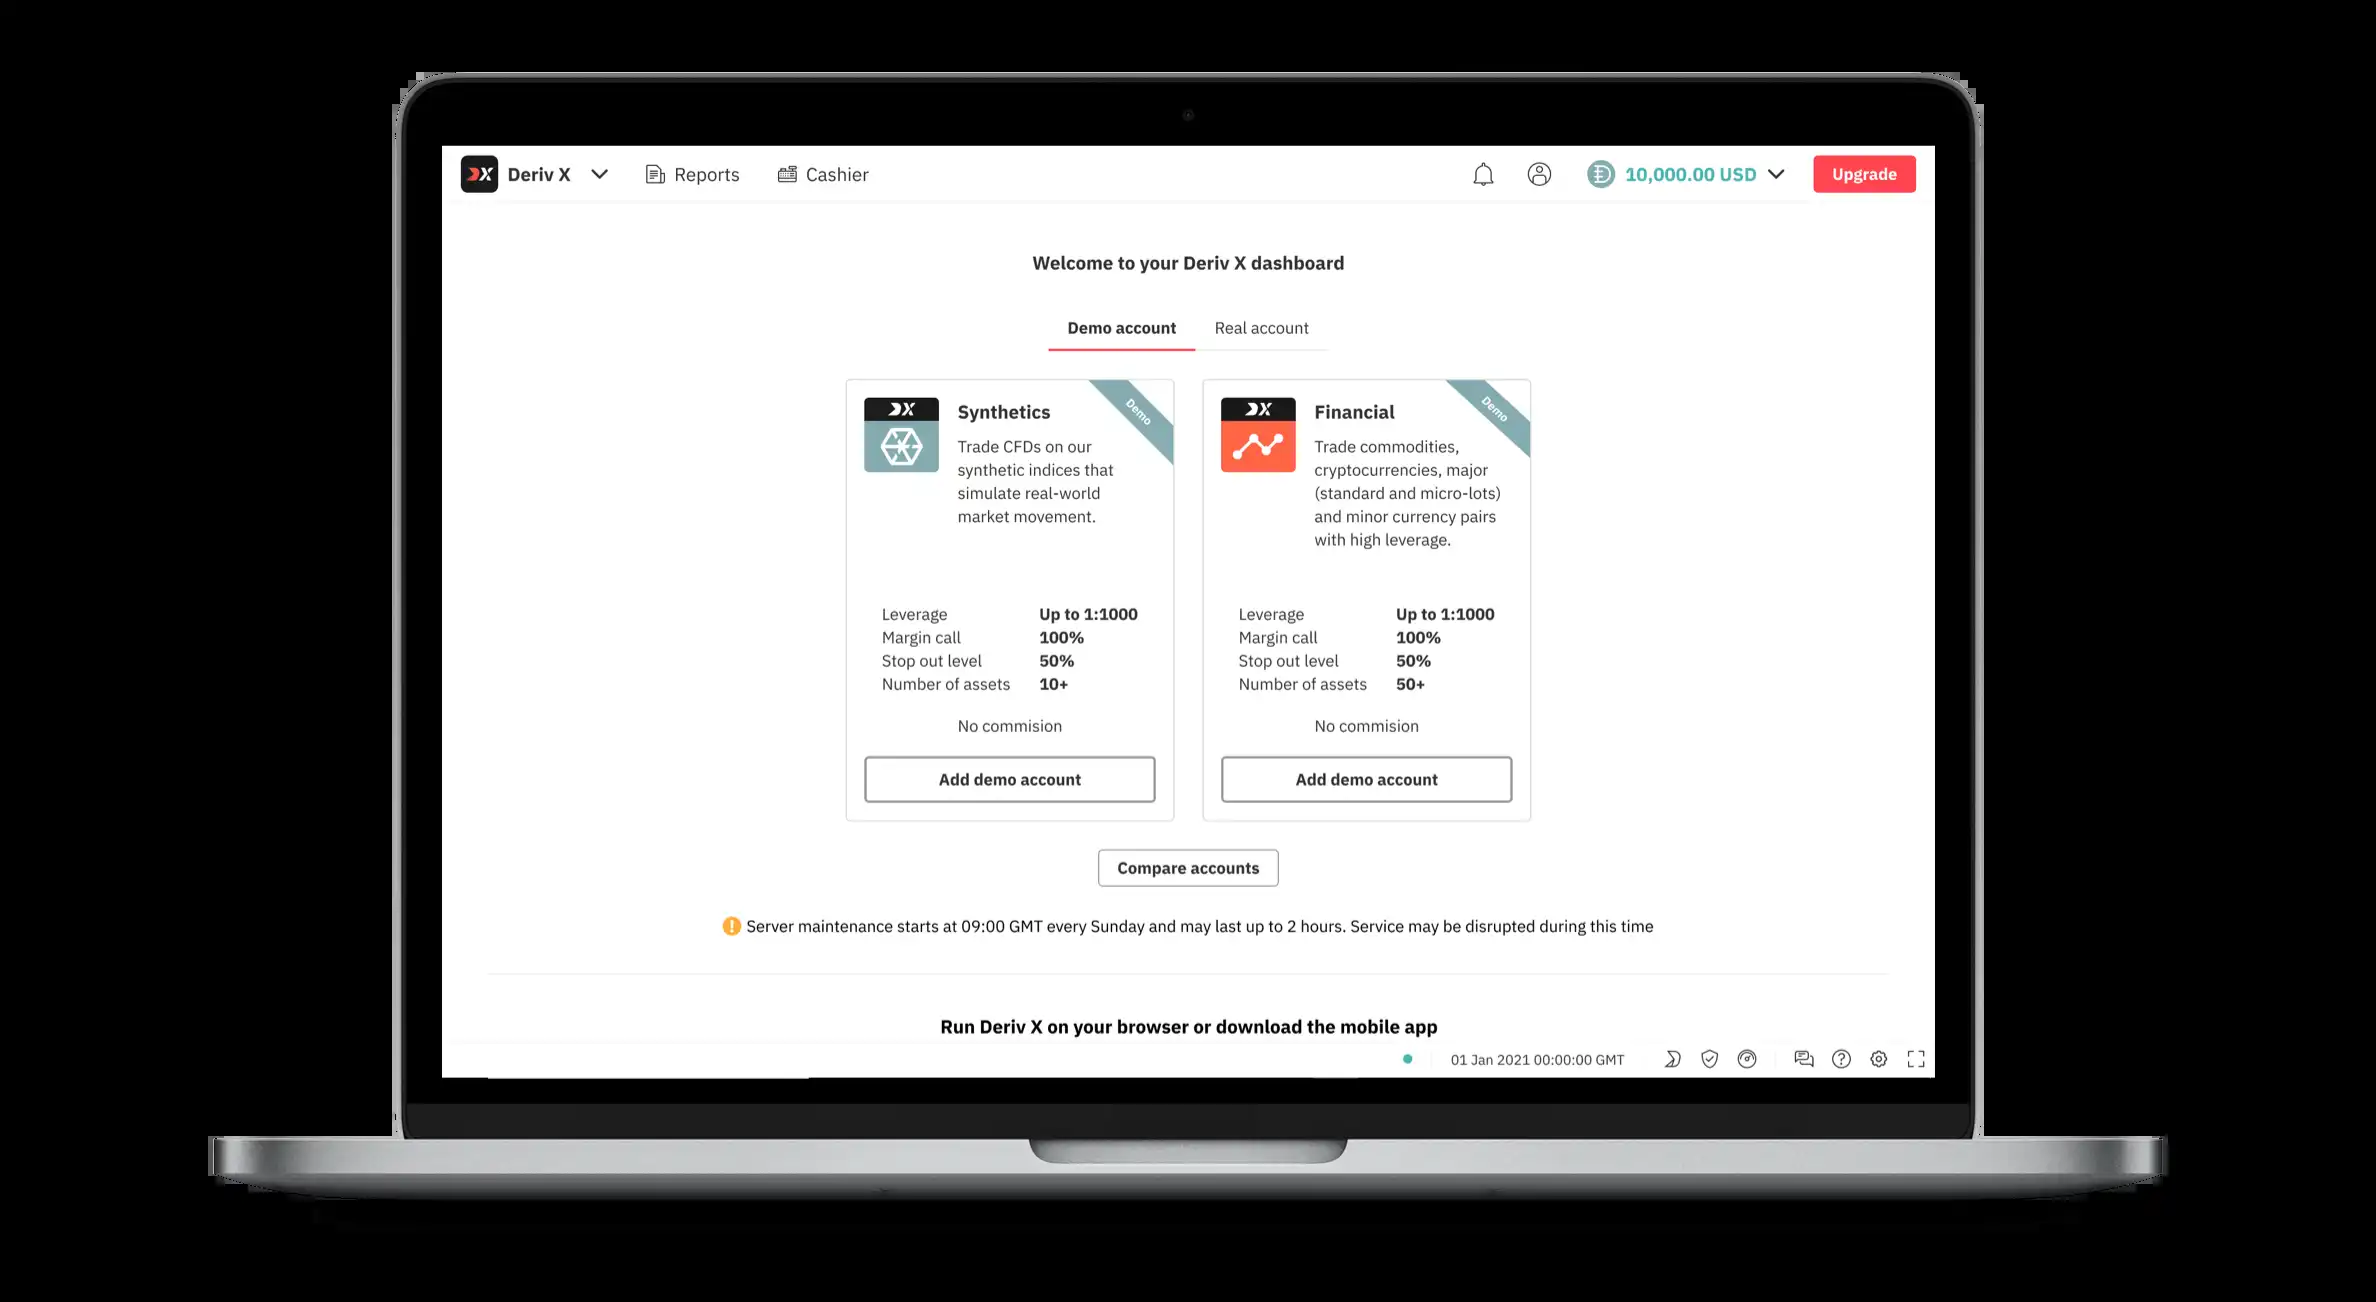 Deriv X
Reports
Cashier
10,000.00 USD
Upgrade
Welcome to your Deriv X dashboard
Demo account
Real account
DX
Synthetics
Demo
Trade CFDs on our
synthetic indices that
simulate real-world
market movement.
Leverage Up to 1:1000
Margin call 100%
Stop out level 50%
Number of assets 10+
No commision
Add demo account
DX
Financial
Demo
Trade commodities,
cryptocurrencies, major
(standard and micro-lots)
and minor currency pairs
with high leverage.
Leverage Up to 1:1000
Margin call 100%
Stop out level 50%
Number of assets 50+
No commision
Add demo account
Compare accounts
Server maintenance starts at 09:00 GMT every Sunday and may last up to 2 hours. Service may be disrupted during this time
Run Deriv X on your browser or download the mobile app
01 Jan 2021 00:00:00 GMT